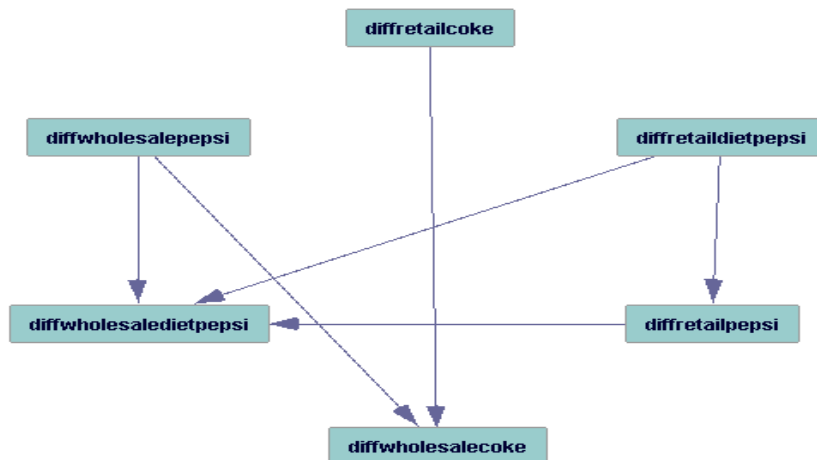 diffretailcoke
diffwholesalepepsi
diffretaildietpepsi
diffwholesaledietpepsi
diffretailpepsi
diffwholesalecoke